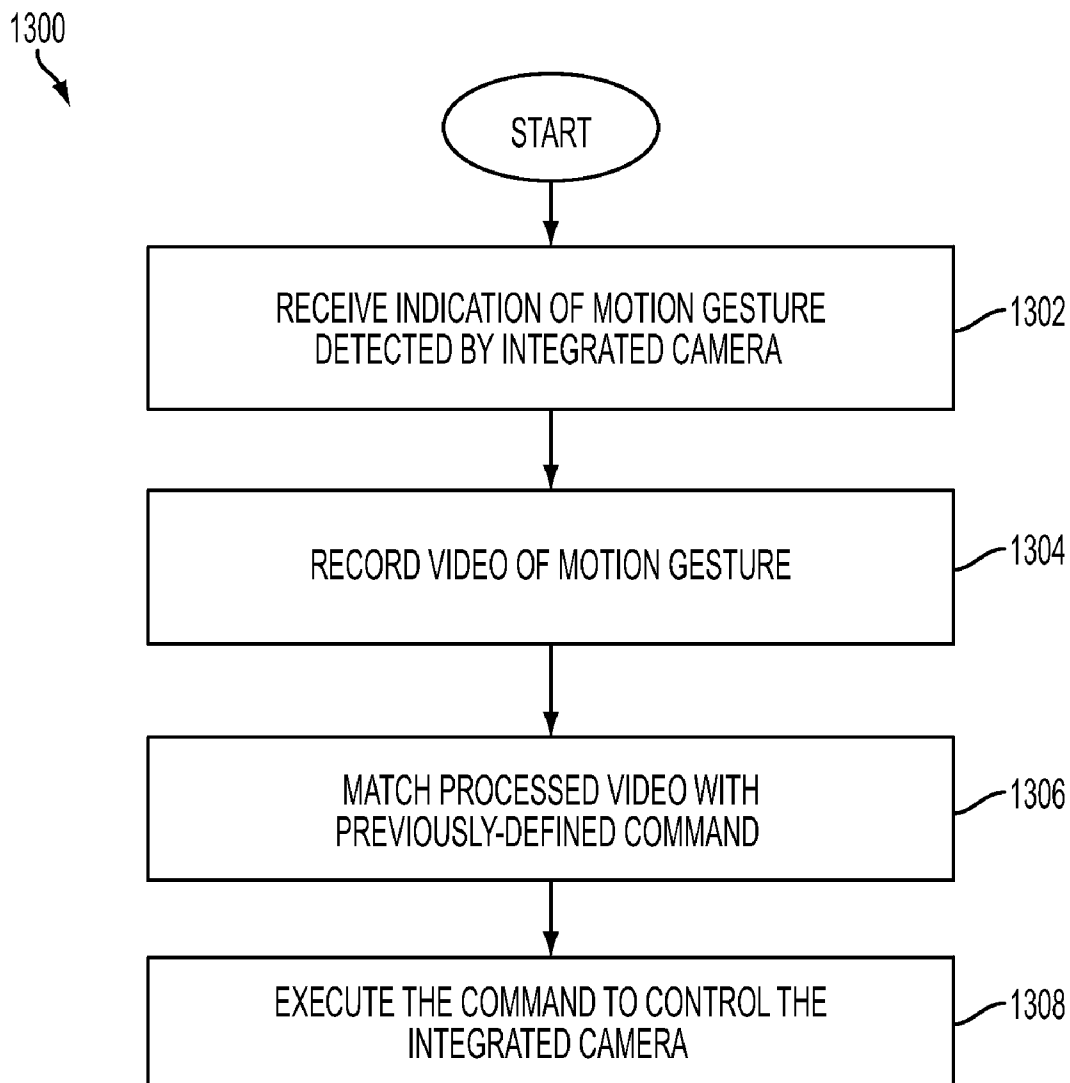 1300
START
RECEIVE INDICATION OF MOTION GESTURE
DETECTED BY INTEGRATED CAMERA
1302
RECORD VIDEO OF MOTION GESTURE
1304
MATCH PROCESSED VIDEO WITH
PREVIOUSLY-DEFINED COMMAND
1306
EXECUTE THE COMMAND TO CONTROL THE
INTEGRATED CAMERA
1308